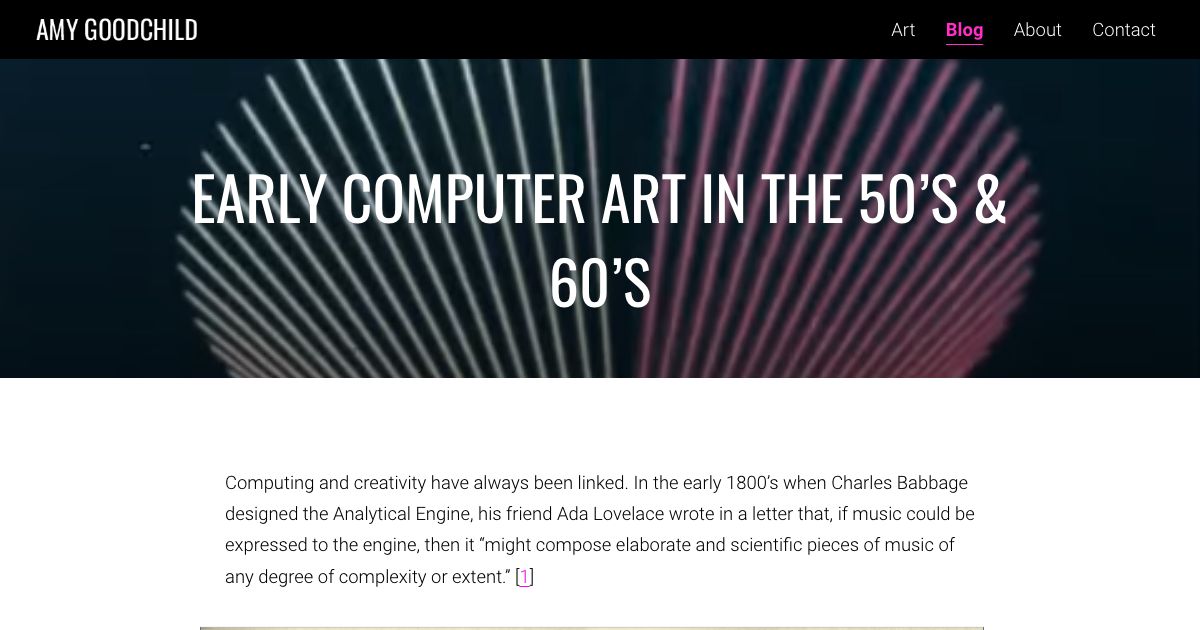 AMY GOODCHILD
Art Blog About Contact
EARLY COMPUTER ART IN THE 50’S &
60’S
Computing and creativity have always been linked. In the early 1800’s when Charles Babbage
designed the Analytical Engine, his friend Ada Lovelace wrote in a letter that, if music could be
expressed to the engine, then it “might compose elaborate and scientific pieces of music of
any degree of complexity or extent.” [1]